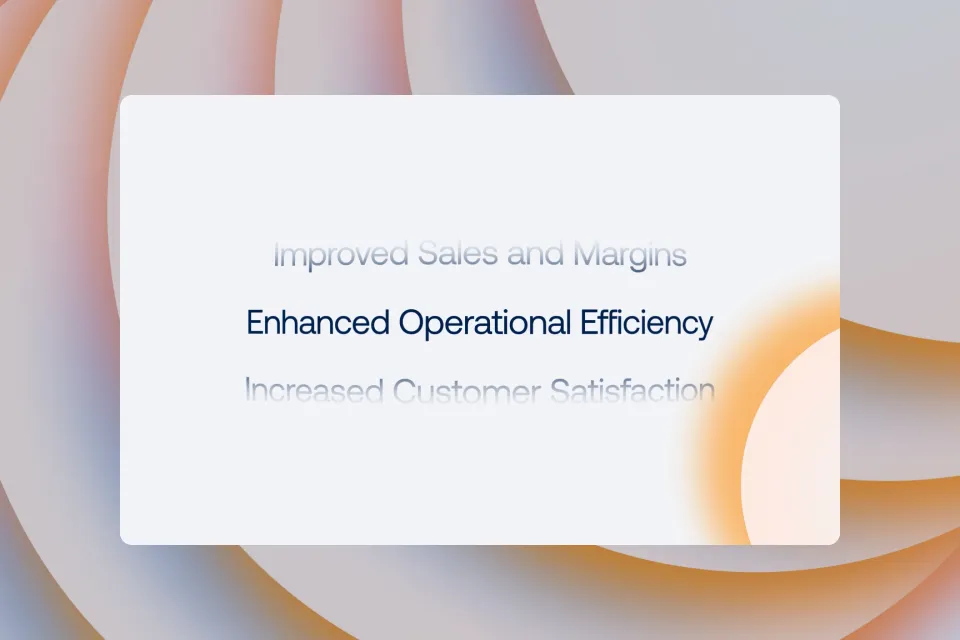 Improved Sales and Margins
Enhanced Operational Efficiency
Increased Customer Satisfaction